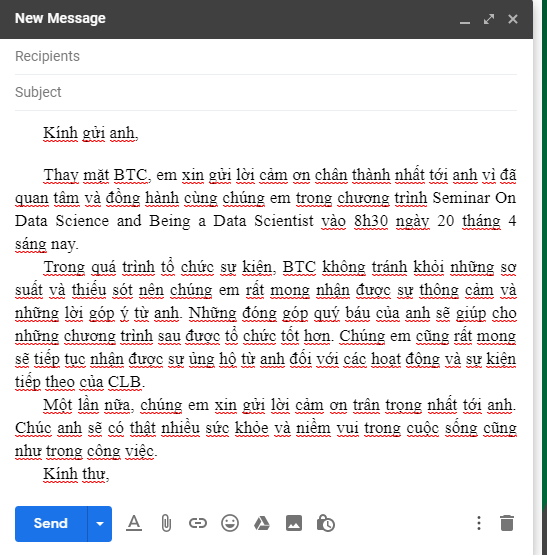 New Message
Recipients
Subject
Kính gửi anh,
Thay mặt BTC, em xin gửi lời cảm ơn chân thành nhất tới anh vì đã
quan tâm và đồng hành cùng chúng em trong chương trình Seminar On
Data Science and Being a Data Scientist vào 8h30 ngày 20 tháng 4
sáng nay.
Trong quá trình tổ chức sự kiện, BTC không tránh khỏi những sơ
suất và thiếu sót nên chúng em rất mong nhận được sự thông cảm và
những lời góp ý từ anh. Những đóng góp quý báu của anh sẽ giúp cho
những chương trình sau được tổ chức tốt hơn. Chúng em cũng rất mong
sẽ tiếp tục nhận được sự ủng hộ từ anh đối với các hoạt động và sự kiện
tiếp theo của CLB.
Một lần nữa, chúng em xin gửi lời cảm ơn trân trọng nhất tới anh.
Chúc anh sẽ có thật nhiều sức khỏe và niềm vui trong cuộc sống cũng
như trong công việc.
Kính thư,
Send